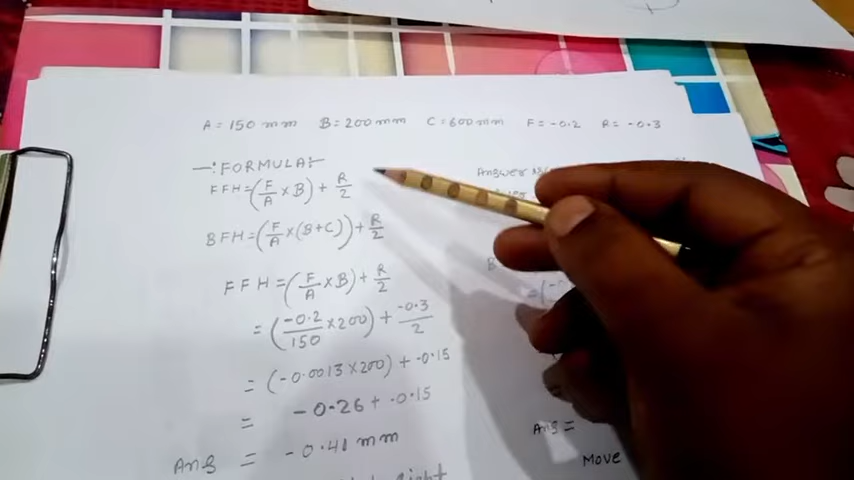 A = 150 mm B = 200 mm C = 600 mm F = -0.2 R = -0.3
-: FORMULA :-
FFH = (F/A × B) + R/2
BFH = (F/A × (B+C)) + R/2
FFH = (F/A × B) + R/2
= (-0.2/150 × 200) + -0.3/2
= (-0.0013 × 200) + -0.15
= -0.26 + -0.15
Ans = -0.41 mm
Answer
Ans =
Move